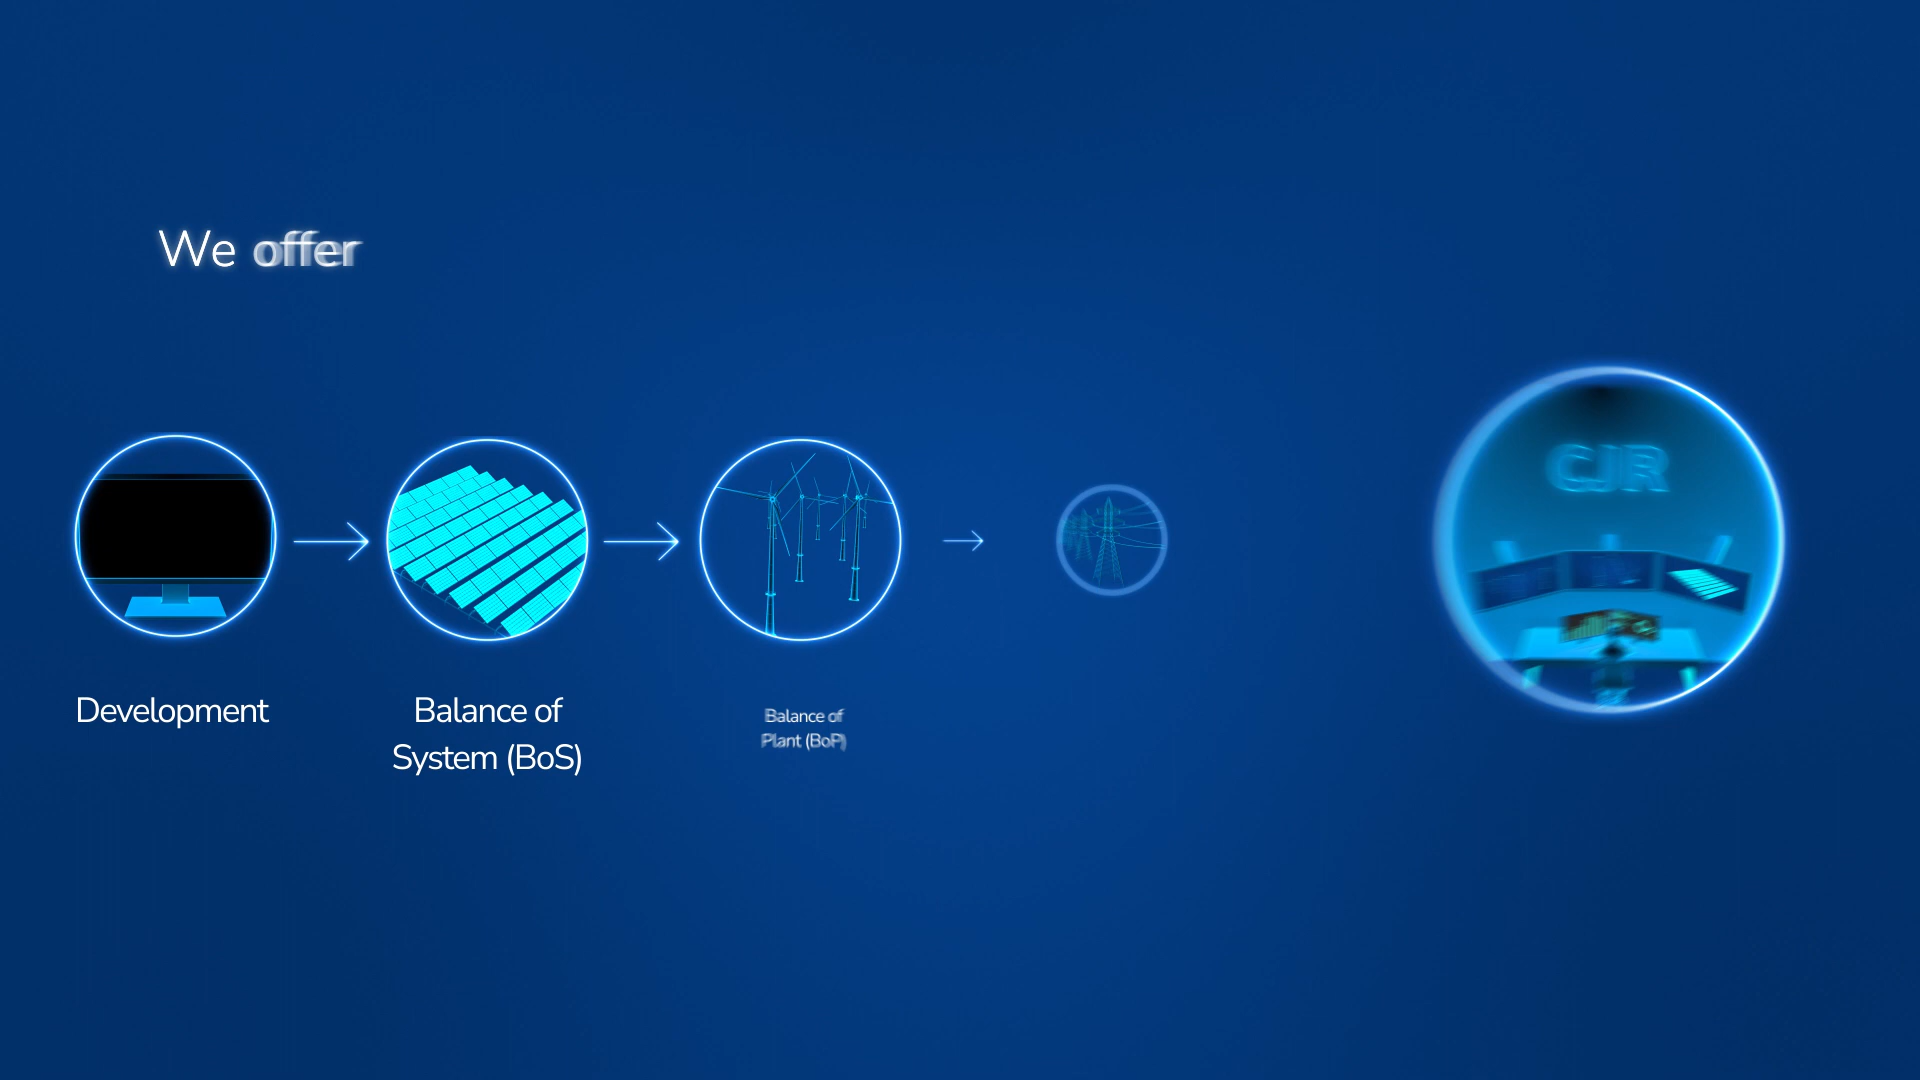 We offer
CJR
Development
Balance of
System (BoS)
Balance of
Plant (BoP)